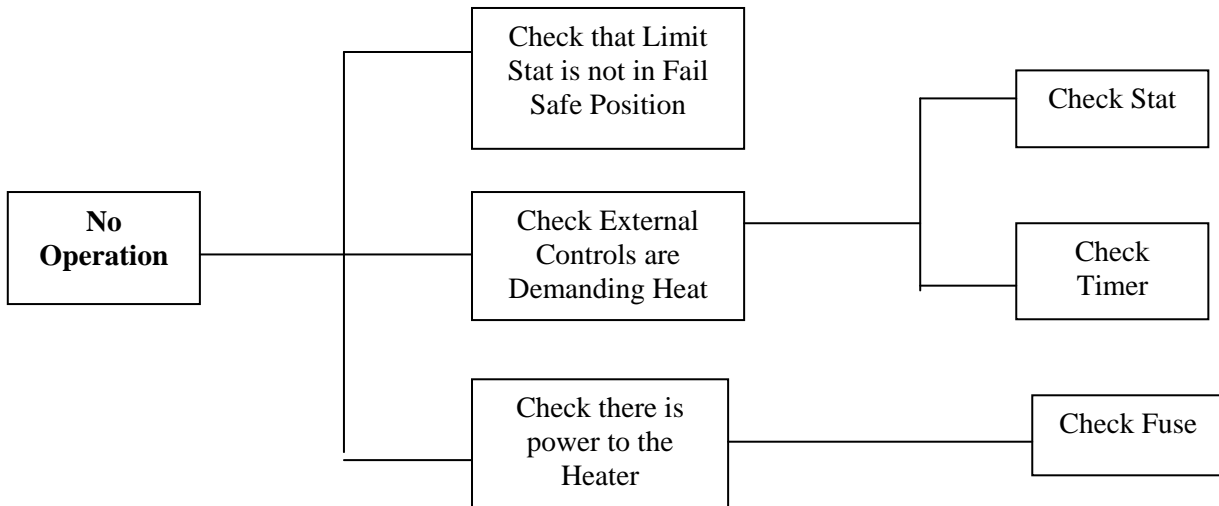 Check that Limit
Stat is not in Fail
Safe Position
Check Stat
No
Operation
Check External
Controls are
Demanding Heat
Check
Timer
Check there is
power to the
Heater
Check Fuse